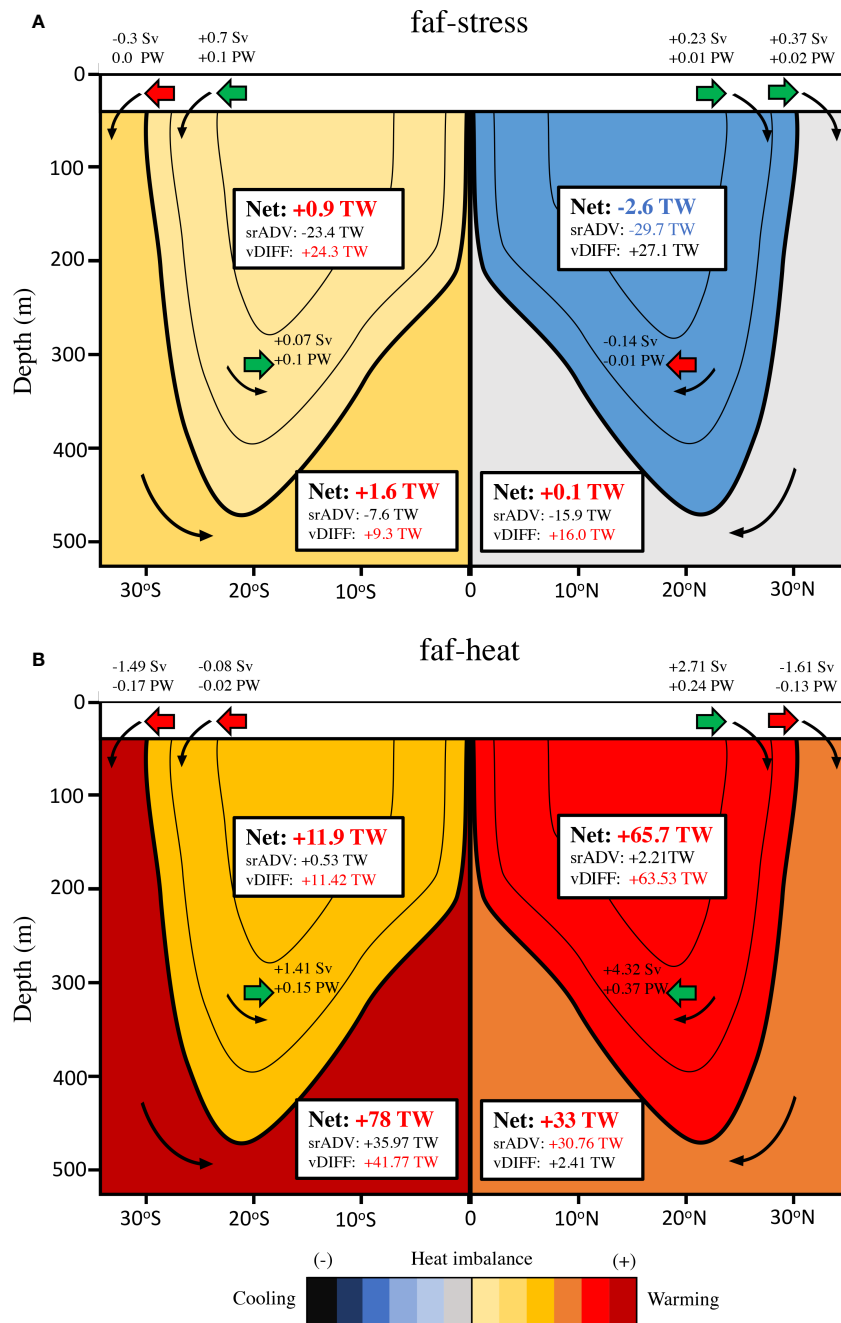 A
faf-stress
-0.3 Sv
0.0 PW
+0.7 Sv
+0.1 PW
+0.23 Sv
+0.01 PW
+0.37 Sv
+0.02 PW
0
100
200
300
400
500
Depth (m)
Net: +0.9 TW
srADV: -23.4 TW
vDIFF: +24.3 TW
Net: -2.6 TW
srADV: -29.7 TW
vDIFF: +27.1 TW
+0.07 Sv
+0.1 PW
-0.14 Sv
-0.01 PW
Net: +1.6 TW
srADV: -7.6 TW
vDIFF: +9.3 TW
Net: +0.1 TW
srADV: -15.9 TW
vDIFF: +16.0 TW
30°S 20°S 10°S 0 10°N 20°N 30°N
B
faf-heat
-1.49 Sv
-0.17 PW
-0.08 Sv
-0.02 PW
+2.71 Sv
+0.24 PW
-1.61 Sv
-0.13 PW
0
100
200
300
400
500
Depth (m)
Net: +11.9 TW
srADV: +0.53 TW
vDIFF: +11.42 TW
Net: +65.7 TW
srADV: +2.21TW
vDIFF: +63.53 TW
+1.41 Sv
+0.15 PW
+4.32 Sv
+0.37 PW
Net: +78 TW
srADV: +35.97 TW
vDIFF: +41.77 TW
Net: +33 TW
srADV: +30.76 TW
vDIFF: +2.41 TW
30°S 20°S 10°S 0 10°N 20°N 30°N
(-) Heat imbalance (+)
Cooling Warming